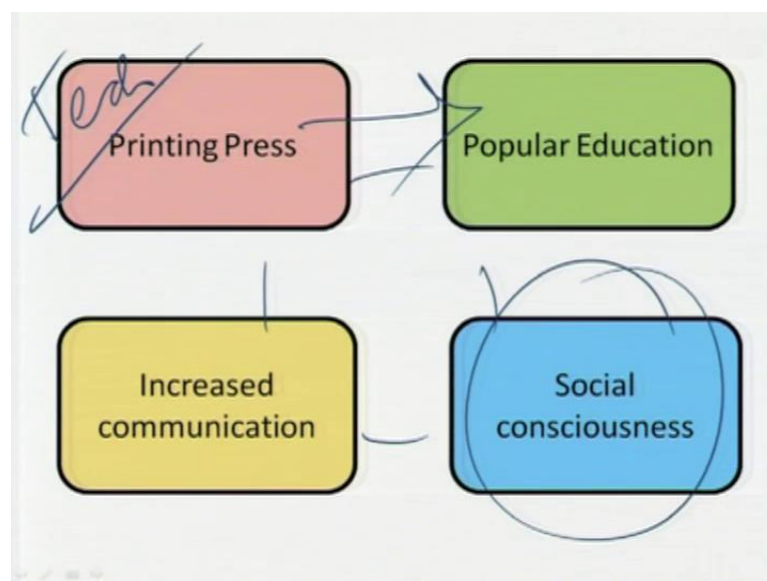 Printing Press
Popular Education
Increased
communication
Social
consciousness